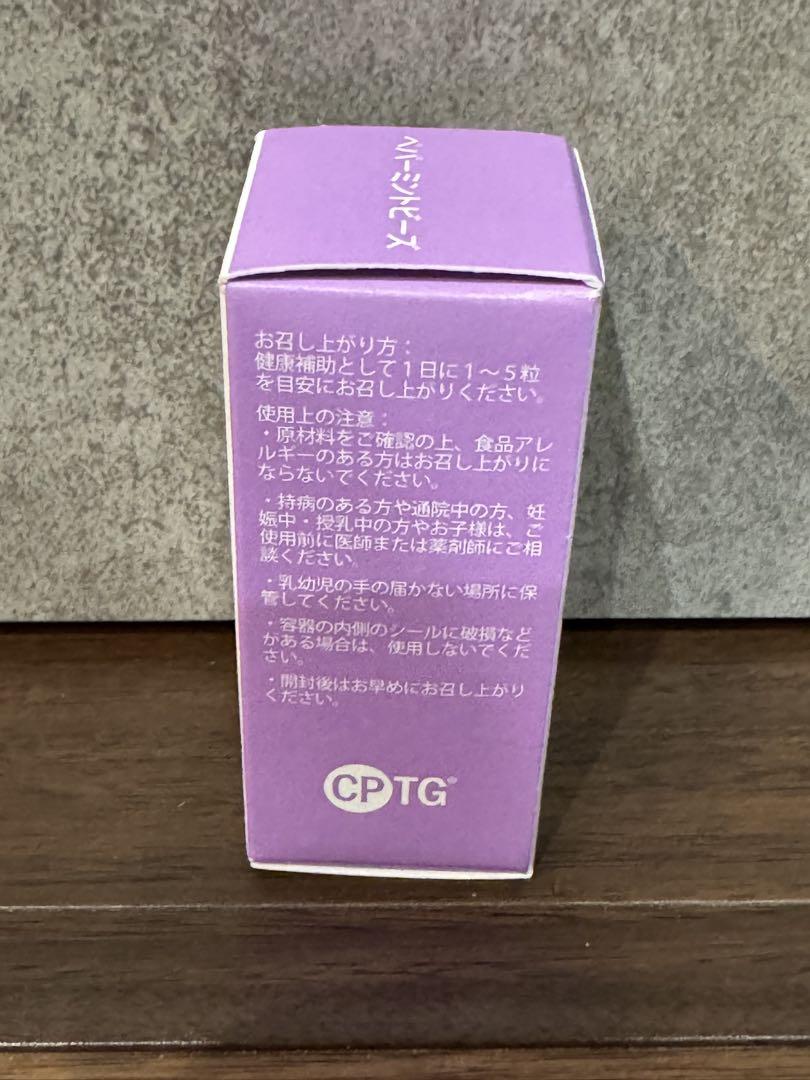 ペパーミントビーズ
お召し上がり方：
健康補助として１日に１～５粒
を目安にお召し上がりください。
使用上の注意：
・原材料をご確認の上、食品アレ
ルギーのある方はお召し上がりに
ならないでください。
・持病のある方や通院中の方、妊
娠中・授乳中の方やお子様は、ご
使用前に医師または薬剤師にご相
談ください。
・乳幼児の手の届かない場所に保
管してください。
・容器の内側のシールに破損など
がある場合は、使用しないでくだ
さい。
・開封後はお早めにお召し上がり
ください。
CPTG®